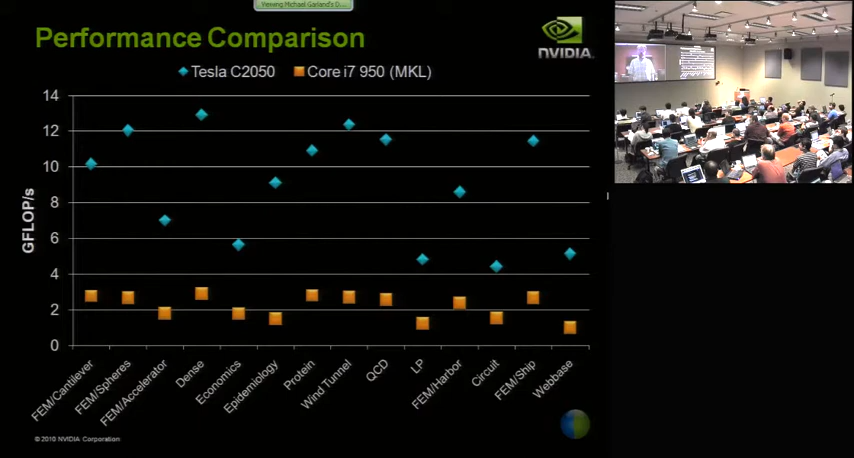 Viewing Michael Garland's D...
Performance Comparison
NVIDIA.
Tesla C2050
Core i7 950 (MKL)
GFLOP/s
14
12
10
8
6
4
2
0
FEM/Cantilever
FEM/Spheres
FEM/Accelerator
Dense
Economics
Epidemiology
Protein
Wind Tunnel
QCD
LP
FEM/Harbor
Circuit
FEM/Ship
Webbase
© 2010 NVIDIA Corporation